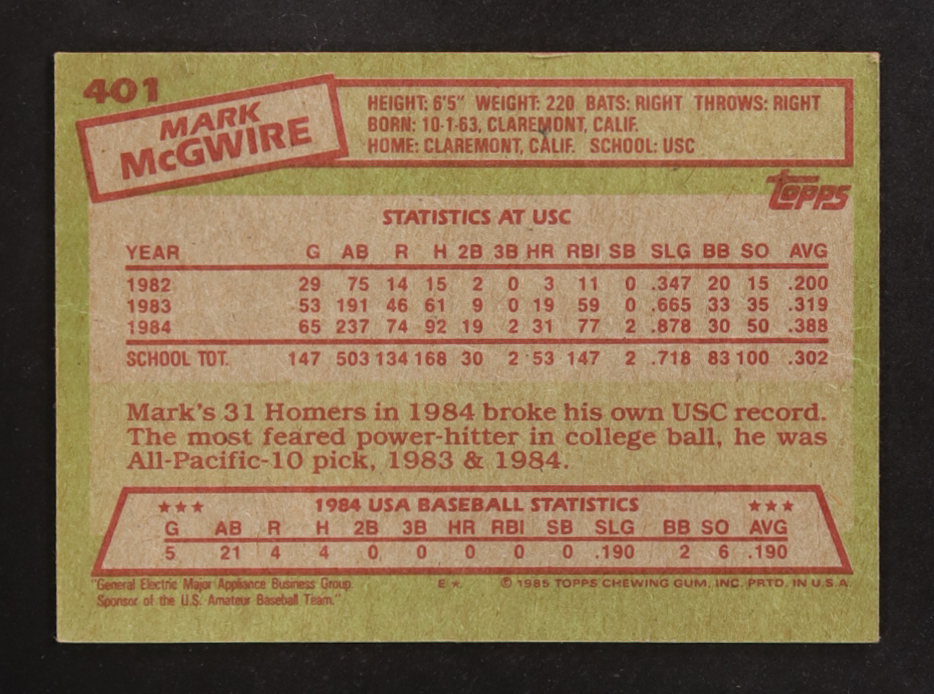 401
MARK
McGWIRE
HEIGHT: 6'5" WEIGHT: 220 BATS: RIGHT THROWS: RIGHT
BORN: 10-1-63, CLAREMONT, CALIF.
HOME: CLAREMONT, CALIF. SCHOOL: USC
topps
STATISTICS AT USC
YEAR G AB R H 2B 3B HR RBI SB SLG BB SO AVG
1982 29 75 14 15 2 0 3 11 0 .347 20 15 .200
1983 53 191 46 61 9 0 19 59 0 .665 33 35 .319
1984 65 237 74 92 19 2 31 77 2 .878 30 50 .388
SCHOOL TOT. 147 503 134 168 30 2 53 147 2 .718 83 100 .302
Mark's 31 Homers in 1984 broke his own USC record.
The most feared power-hitter in college ball, he was
All-Pacific-10 pick, 1983 & 1984.
★★★ 1984 USA BASEBALL STATISTICS ★★★
G AB R H 2B 3B HR RBI SB SLG BB SO AVG
5 21 4 4 0 0 0 0 0 .190 2 6 .190
"General Electric Major Appliance Business Group
Sponsor of the U.S. Amateur Baseball Team."
E★. © 1985 TOPPS CHEWING GUM, INC. PRTD. IN U.S.A.